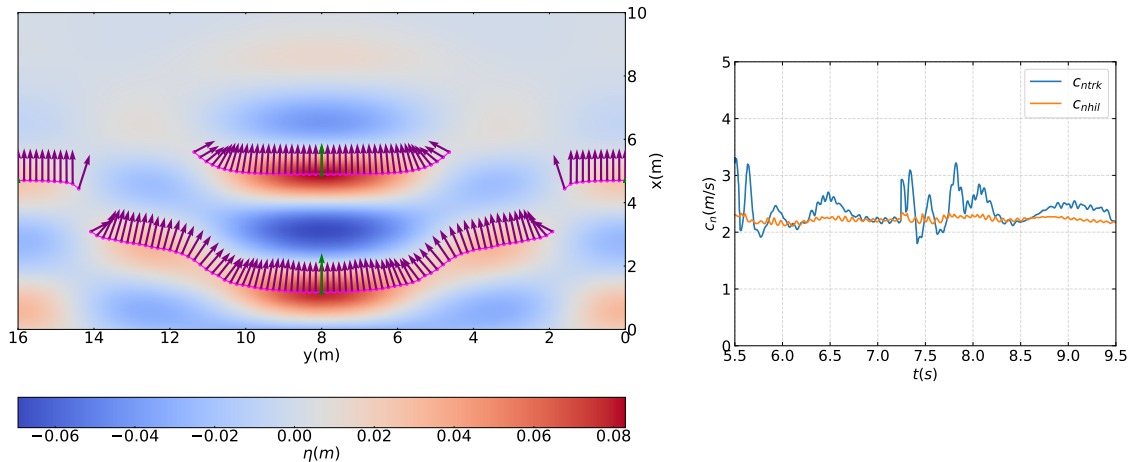 10
8
6
4
2
0
x(m)
16 14 12 10 8 6 4 2 0
y(m)
−0.06 −0.04 −0.02 0.00 0.02 0.04 0.06 0.08
η(m)
5
4
3
2
1
0
c_n(m/s)
c_ntrk
c_nhil
5.5 6.0 6.5 7.0 7.5 8.0 8.5 9.0 9.5
t(s)